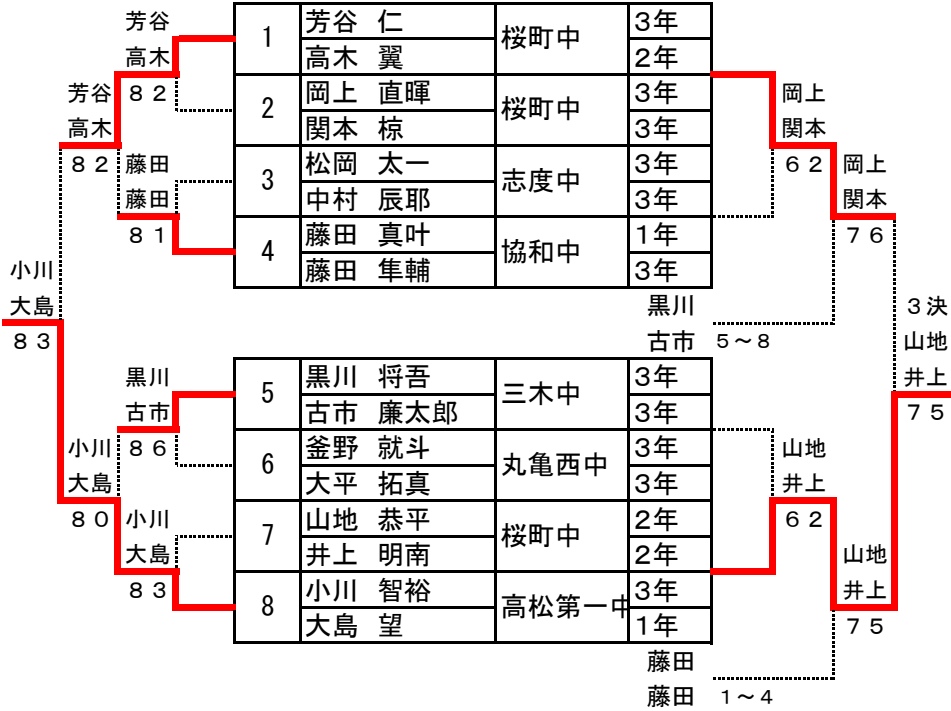 芳谷
高木
８２
芳谷
高木
８２
藤田
藤田
８１
小川
大島
８３
黒川
古市
８６
小川
大島
８０
小川
大島
８３
1 芳谷 仁 桜町中 ３年
高木 翼 ２年
2 岡上 直暉 桜町中 ３年
関本 椋 ３年
3 松岡 太一 志度中 ３年
中村 辰耶 ３年
4 藤田 真叶 協和中 １年
藤田 隼輔 ３年
黒川
古市 ５～８
5 黒川 将吾 三木中 ３年
古市 廉太郎 ３年
6 釜野 就斗 丸亀西中 ３年
大平 拓真 ３年
7 山地 恭平 桜町中 ２年
井上 明南 ２年
8 小川 智裕 高松第一中 ３年
大島 望 １年
藤田
藤田 １～４
岡上
関本
６２
岡上
関本
７６
山地
井上
６２
山地
井上
７５
３決
山地
井上
７５